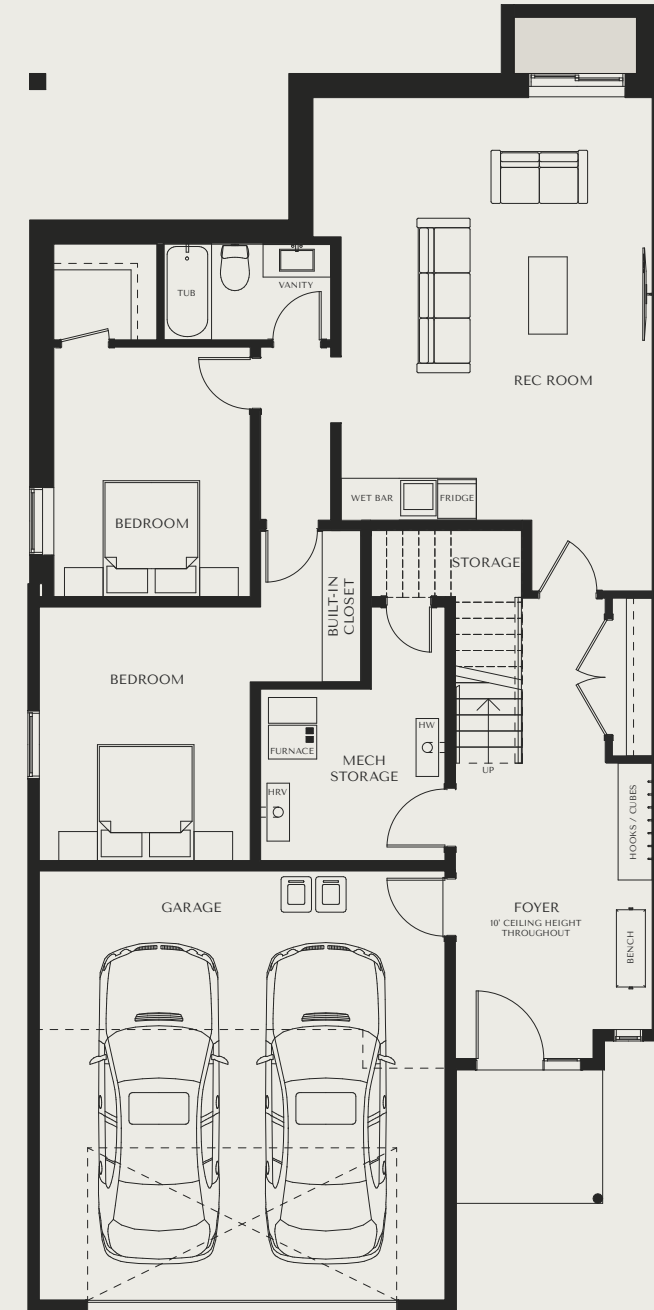 TUB
VANITY
REC ROOM
WET BAR
FRIDGE
BEDROOM
STORAGE
BUILT-IN
CLOSET
BEDROOM
HW
FURNACE
MECH
STORAGE
UP
HRV
HOOKS / CUBES
GARAGE
FOYER
10' CEILING HEIGHT
THROUGHOUT
BENCH